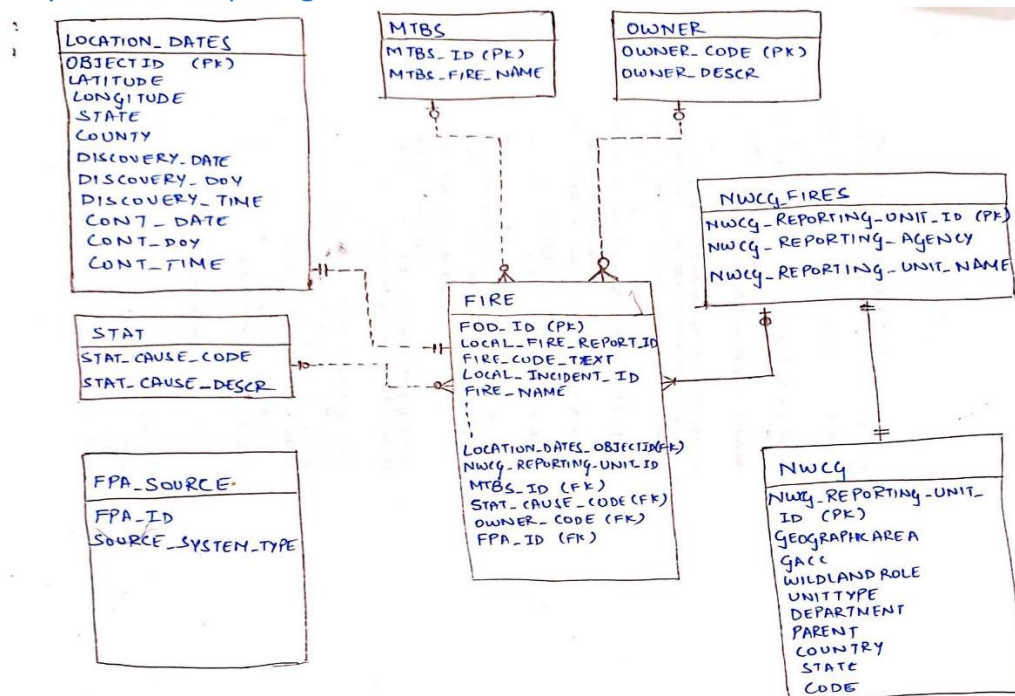 LOCATION_DATES
OBJECTID (PK)
LATITUDE
LONGITUDE
STATE
COUNTY
DISCOVERY_DATE
DISCOVERY_DOY
DISCOVERY_TIME
CONT_DATE
CONT_DOY
CONT_TIME
MTBS
MTBS_ID (PK)
MTBS_FIRE_NAME
OWNER
OWNER_CODE (PK)
OWNER_DESCR
NWCG_FIRES
NWCG_REPORTING_UNIT_ID (PK)
NWCG_REPORTING_AGENCY
NWCG_REPORTING_UNIT_NAME
STAT
STAT_CAUSE_CODE
STAT_CAUSE_DESCR
FIRE
FOD_ID (PK)
LOCAL_FIRE_REPORT_ID
FIRE_CODE_TEXT
LOCAL_INCIDENT_ID
FIRE_NAME
LOCATION_DATES_OBJECTID(FK)
NWCG_REPORTING_UNIT_ID
MTBS_ID (FK)
STAT_CAUSE_CODE (FK)
OWNER_CODE (FK)
FPA_ID (FK)
FPA_SOURCE
FPA_ID
SOURCE_SYSTEM_TYPE
NWCG
NWCG_REPORTING_UNIT_
ID (PK)
GEOGRAPHICAREA
GACC
WILDLANDROLE
UNITTYPE
DEPARTMENT
PARENT
COUNTRY
STATE
CODE